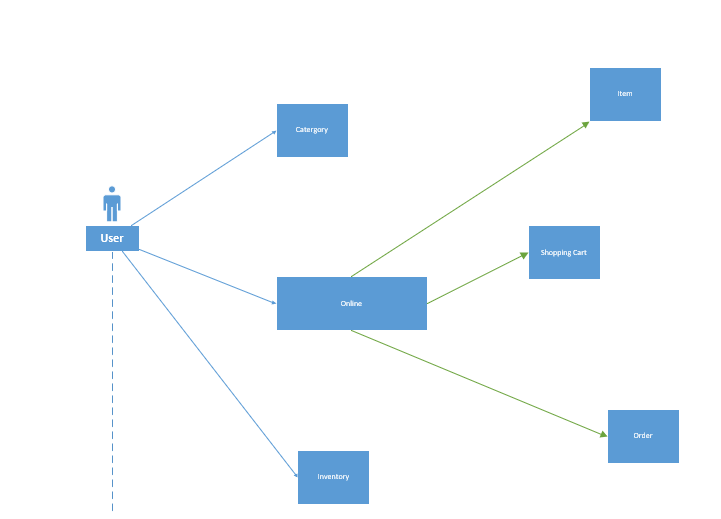 Item
Catergory
User
Shopping Cart
Online
Order
Inventory